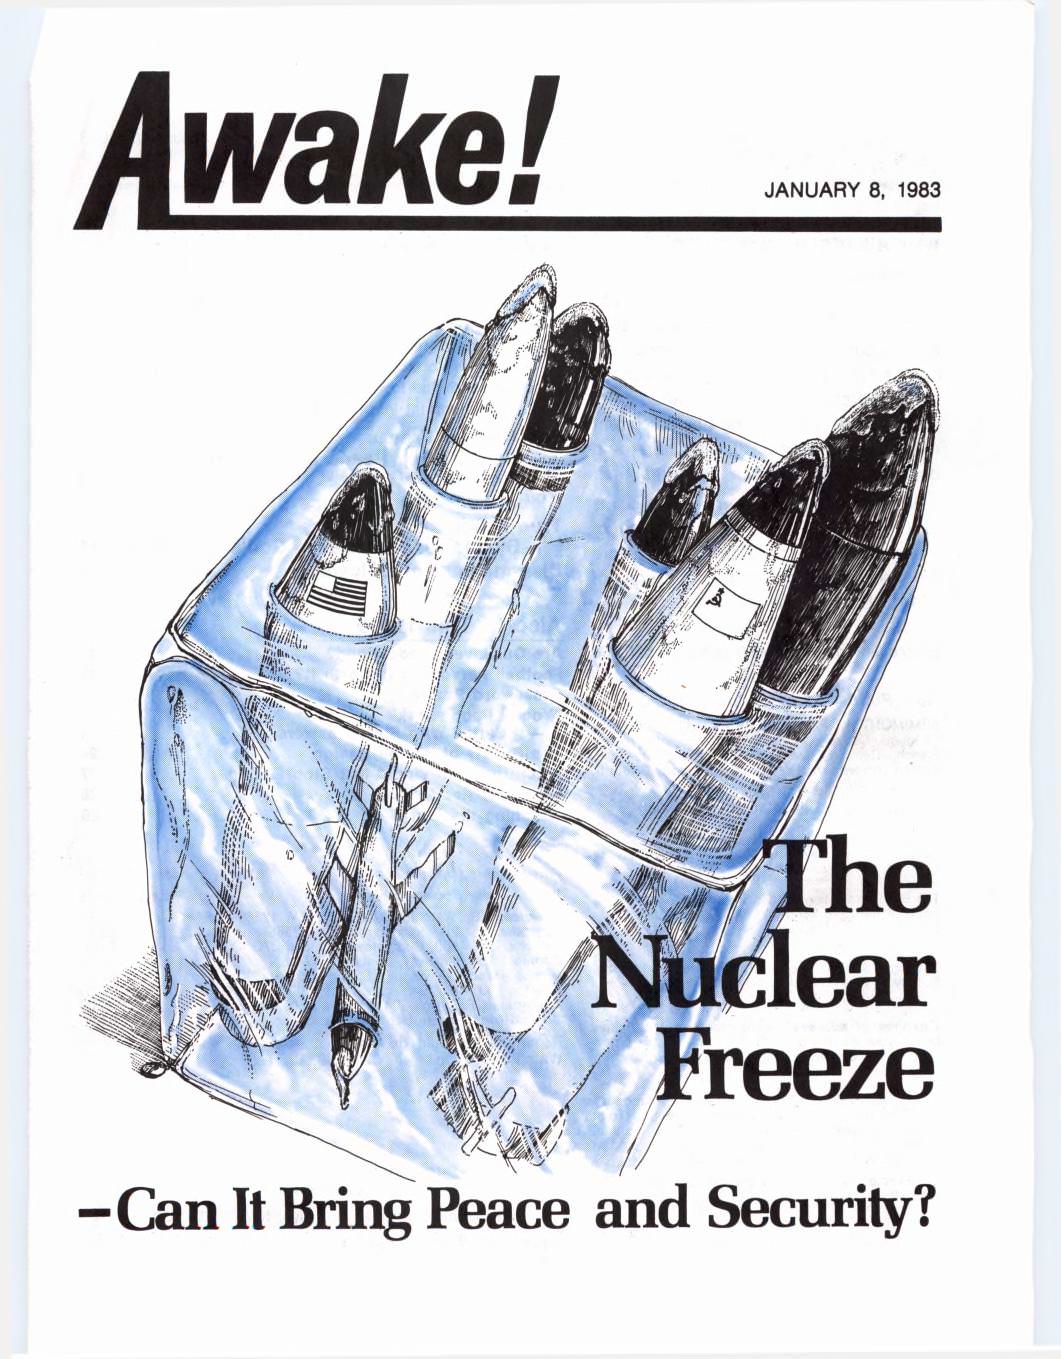 Awake!
JANUARY 8, 1983
The
Nuclear
Freeze
–Can It Bring Peace and Security?